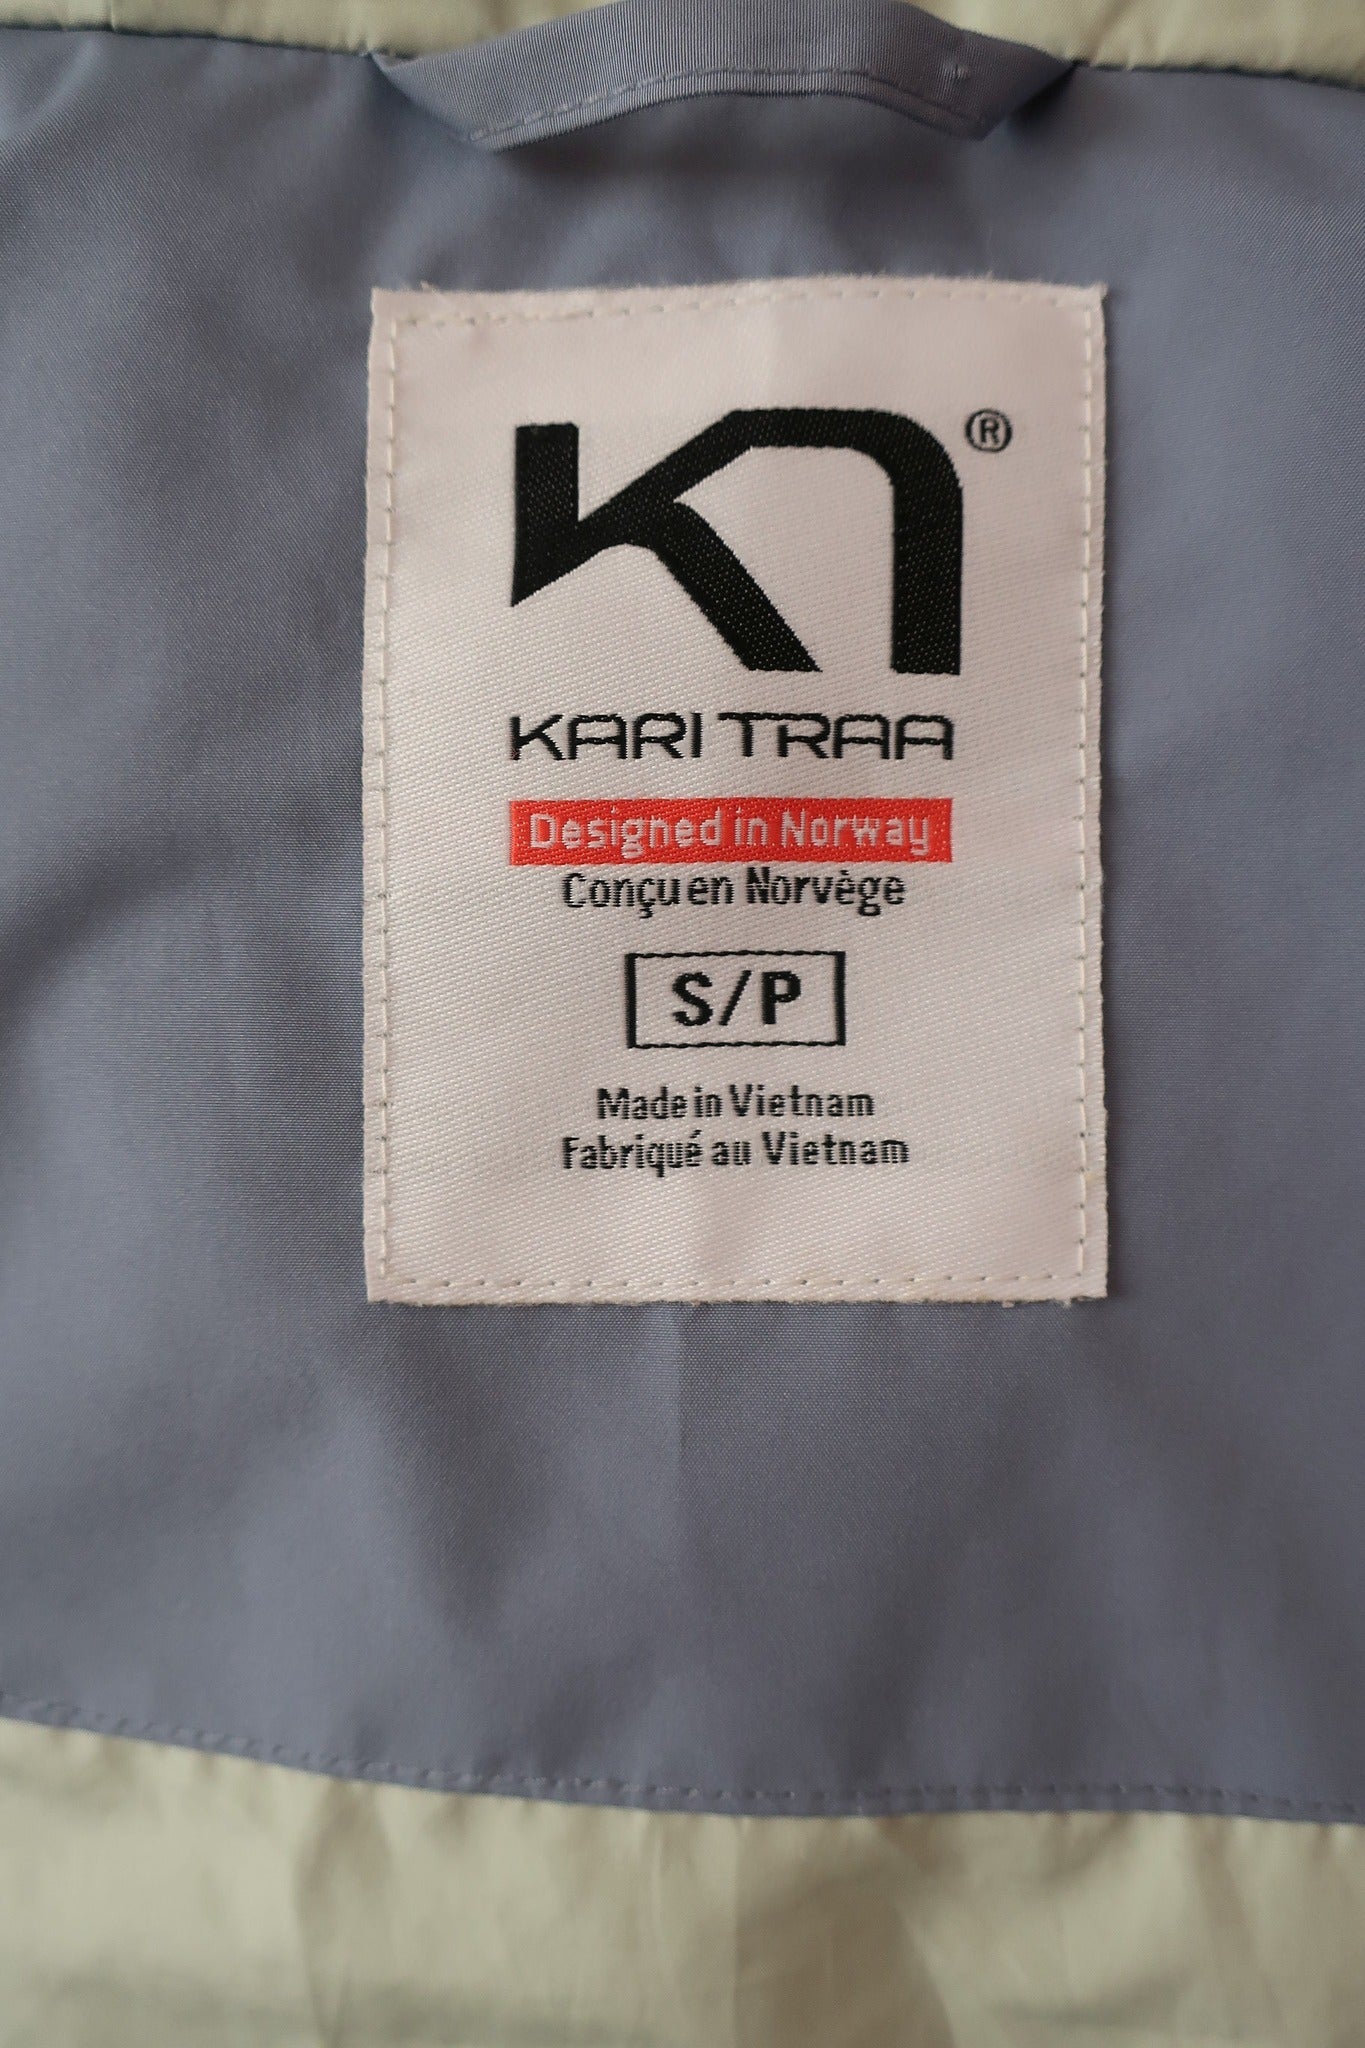 ®
KARI TRAA
Designed in Norway
Conçu en Norvège
S/P
Made in Vietnam
Fabriqué au Vietnam